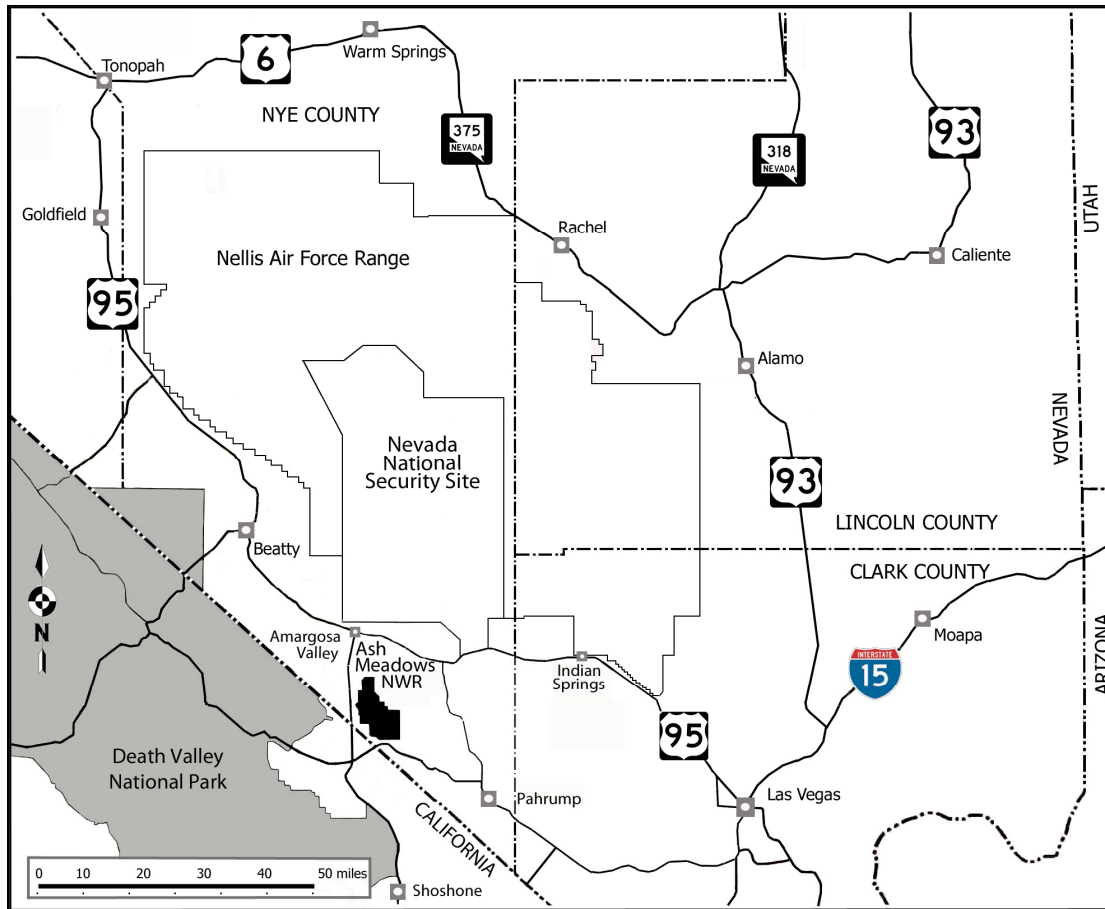 Warm Springs
6
Tonopah
NYE COUNTY
375
NEVADA
93
318
NEVADA
UTAH
Goldfield
Rachel
Nellis Air Force Range
Caliente
95
Alamo
NEVADA
Nevada
National
Security Site
93
LINCOLN COUNTY
Beatty
CLARK COUNTY
N
Amargosa
Valley
Ash
Meadows
NWR
Indian
Springs
Moapa
ARIZONA
INTERSTATE
15
95
Death Valley
National Park
Pahrump
Las Vegas
CALIFORNIA
0 10 20 30 40 50 miles
Shoshone